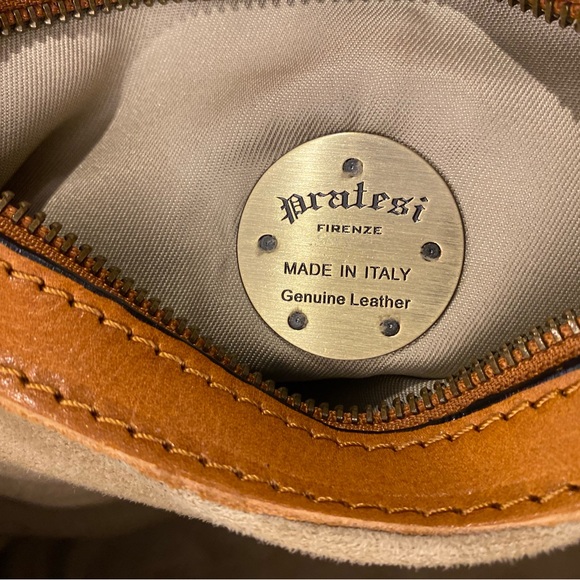 Pratesi
FIRENZE
MADE IN ITALY
Genuine Leather